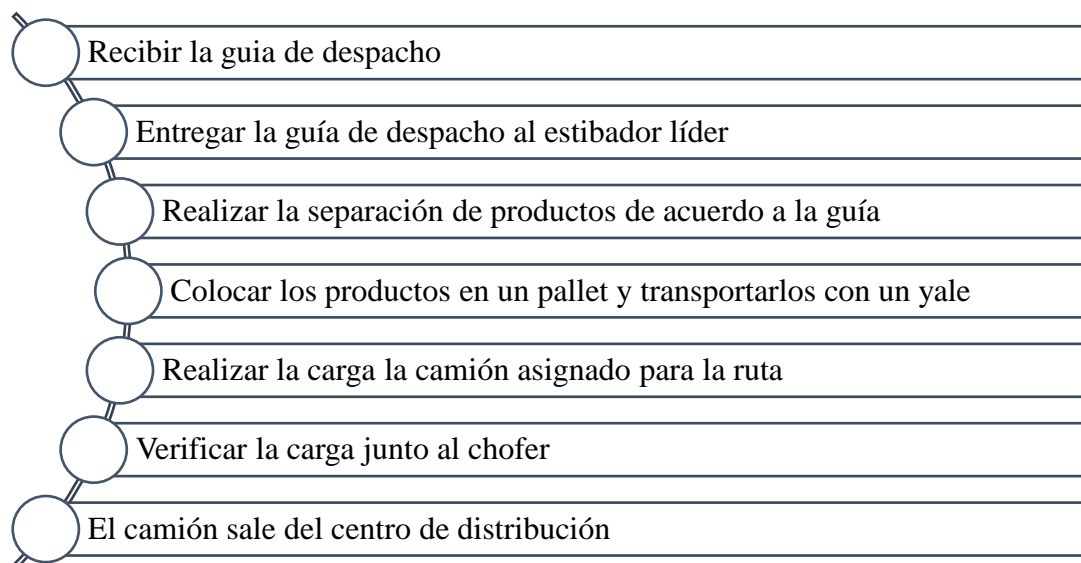 Recibir la guia de despacho
Entregar la guía de despacho al estibador líder
Realizar la separación de productos de acuerdo a la guía
Colocar los productos en un pallet y transportarlos con un yale
Realizar la carga la camión asignado para la ruta
Verificar la carga junto al chofer
El camión sale del centro de distribución